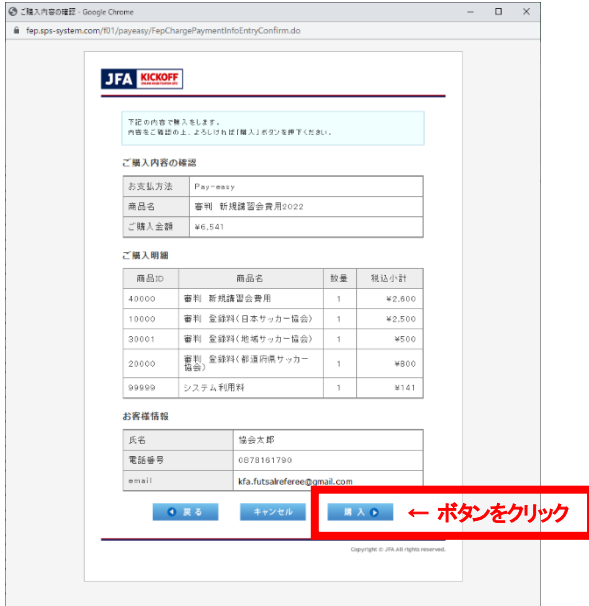 ご購入内容の確認 - Google Chrome
fep.sps-system.com/f01/payeasy/FepChargePaymentInfoEntryConfirm.do
JFA KICKOFF
下記の内容で購入をします。
内容をご確認の上、よろしければ「購入」ボタンを押下ください。
ご購入内容の確認
お支払方法 Pay-easy
商品名 審判 新規講習会費用2022
ご購入金額 ¥6,541
ご購入明細
商品ID 商品名 数量 税込小計
40000 審判 新規講習会費用 1 ¥2,600
10000 審判 登録料(日本サッカー協会) 1 ¥2,500
30001 審判 登録料(地域サッカー協会) 1 ¥500
20000 審判 登録料(都道府県サッカー
協会) 1 ¥800
99999 システム利用料 1 ¥141
お客様情報
氏名 協会太郎
電話番号 0878161790
email kfa.futsalreferee@gmail.com
戻る キャンセル 購入 ← ボタンをクリック
Copyright © JFA All rights reserved.